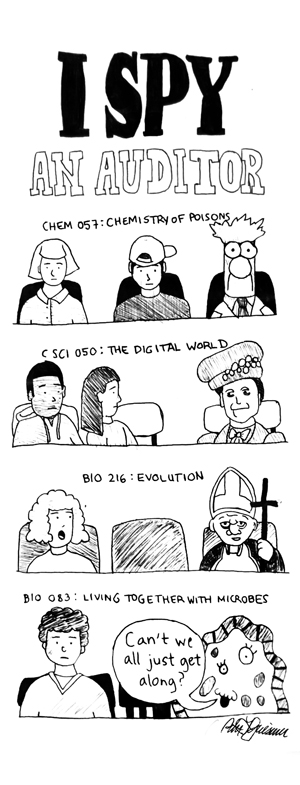 I SPY
AN AUDITOR
CHEM 057: CHEMISTRY OF POISONS
C SCI 050: THE DIGITAL WORLD
BIO 216: EVOLUTION
BIO 083: LIVING TOGETHER WITH MICROBES
Can't we
all just get
along?